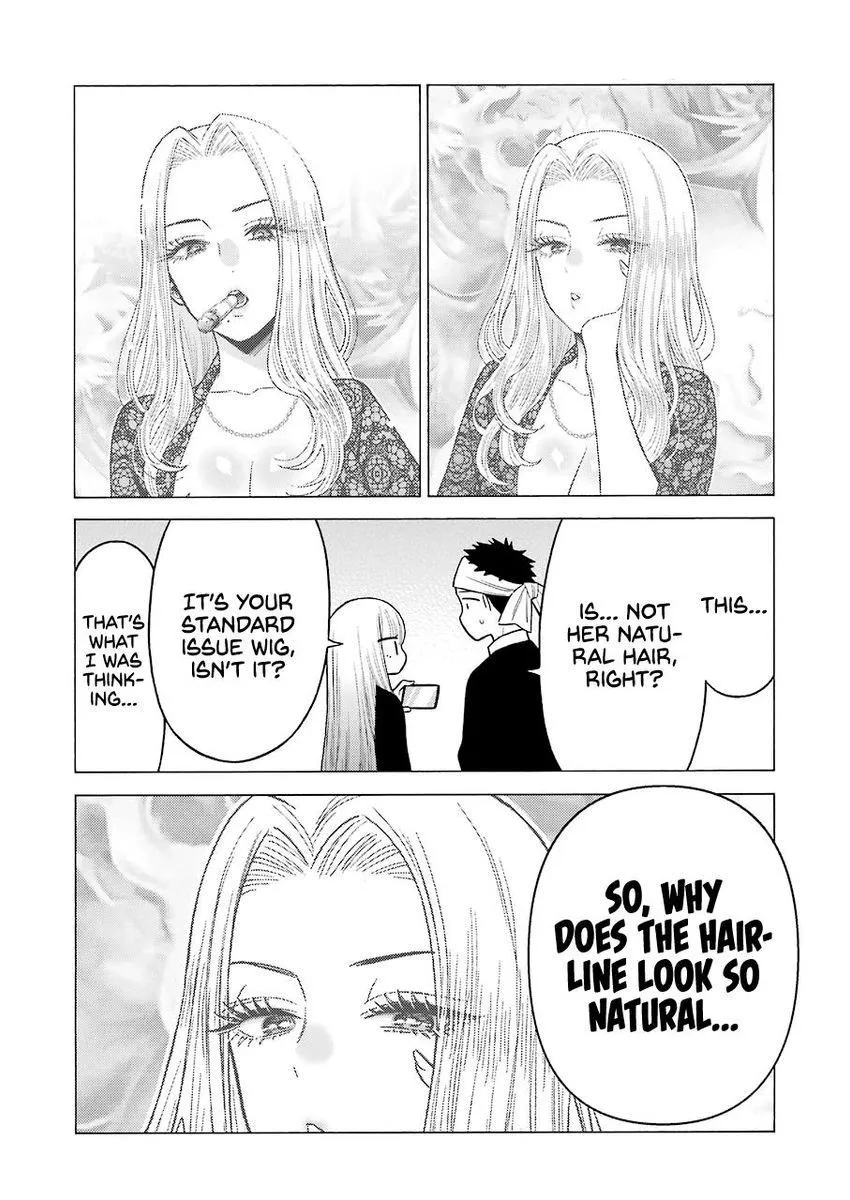 THIS...
IS... NOT
HER NATU-
RAL HAIR,
RIGHT?
IT'S YOUR
STANDARD
ISSUE WIG,
ISN'T IT?
THAT'S
WHAT
I WAS
THINK-
ING...
SO, WHY
DOES THE HAIR-
LINE LOOK SO
NATURAL...